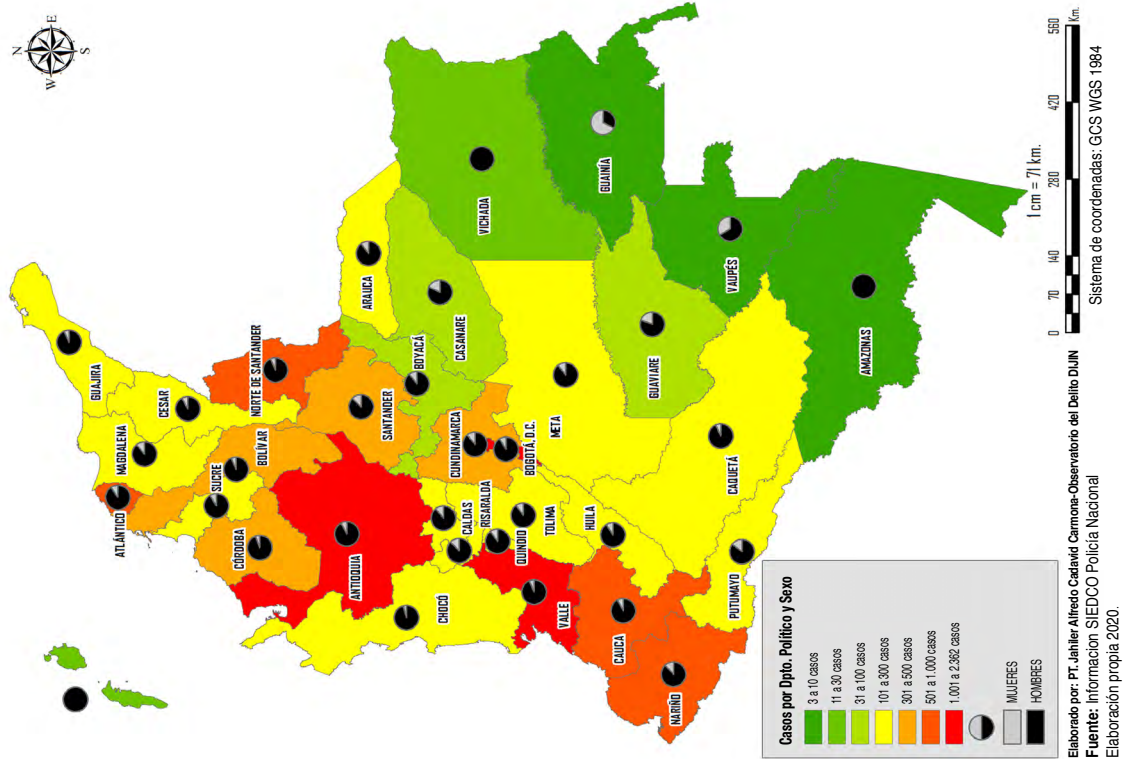 N
W E
S
GUAJIRA
MAGDALENA
CESAR
ATLÁNTICO
SUCRE
BOLÍVAR
NORTE DE SANTANDER
CÓRDOBA
ANTIOQUIA
SANTANDER
ARAUCA
BOYACÁ
CASANARE
VICHADA
CHOCÓ
CALDAS
RISARALDA
CUNDINAMARCA
BOGOTÁ, D.C.
QUINDIO
TOLIMA
META
GUAINÍA
VALLE
HUILA
GUAVIARE
CAUCA
VAUPÉS
NARIÑO
CAQUETÁ
PUTUMAYO
AMAZONAS
Casos por Dpto. Político y Sexo
3 a 10 casos
11 a 30 casos
31 a 100 casos
101 a 300 casos
301 a 500 casos
501 a 1.000 casos
1.001 a 2.362 casos
MUJERES
HOMBRES
1 cm = 71 km.
0 70 140 280 420 560
Km.
Sistema de coordenadas: GCS WGS 1984
Elaborado por: PT. Jahiler Alfredo Cadavid Carmona-Observatorio del Delito DIJIN
Fuente: Informacion SIEDCO Policía Nacional
Elaboración propia 2020.